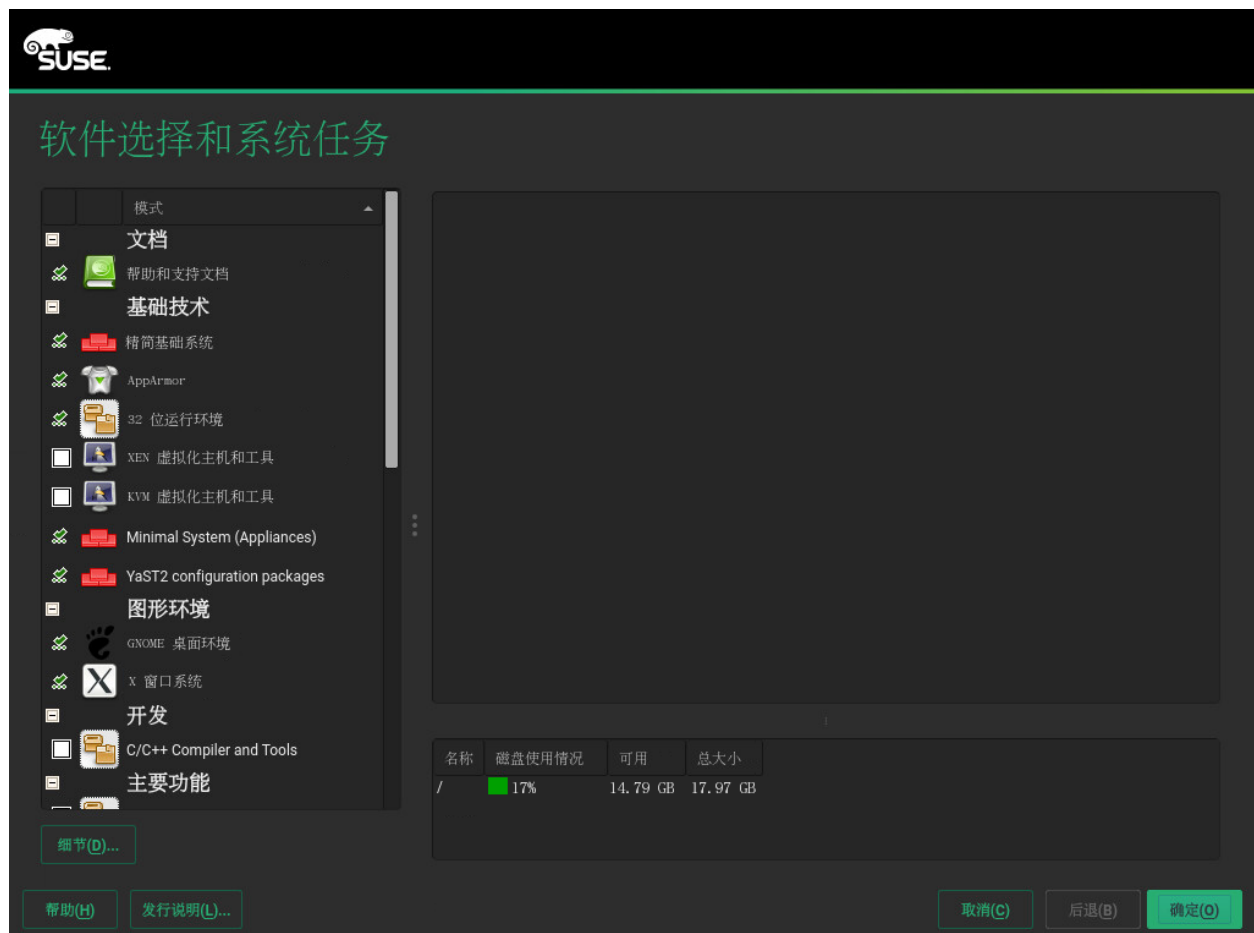 SUSE.
软件选择和系统任务
模式
文档
帮助和支持文档
基础技术
精简基础系统
AppArmor
32 位运行环境
XEN 虚拟化主机和工具
KVM 虚拟化主机和工具
Minimal System (Appliances)
YaST2 configuration packages
图形环境
GNOME 桌面环境
X 窗口系统
开发
C/C++ Compiler and Tools
主要功能
名称 磁盘使用情况 可用 总大小
/ 17% 14.79 GB 17.97 GB
细节(D)...
帮助(H) 发行说明(L)... 取消(C) 后退(B) 确定(O)